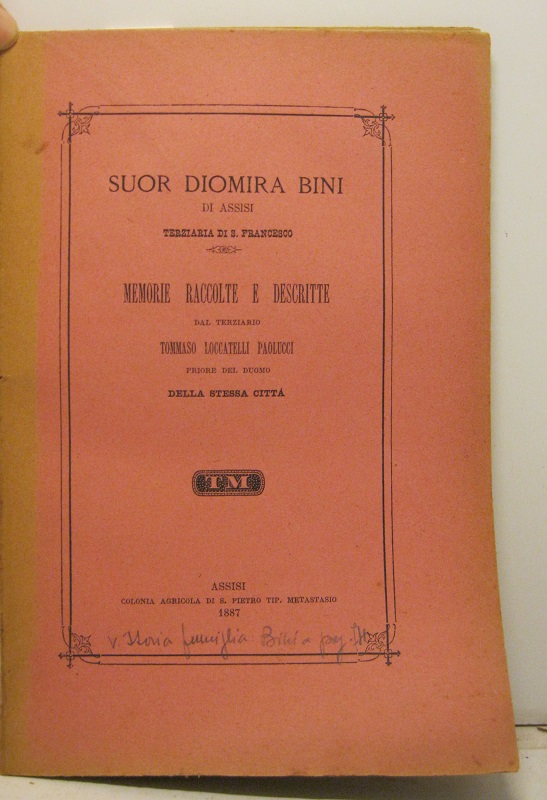 SUOR DIOMIRA BINI
DI ASSISI
TERZIARIA DI S. FRANCESCO
MEMORIE RACCOLTE E DESCRITTE
DAL TERZIARIO
TOMMASO LOCCATELLI PAOLUCCI
PRIORE DEL DUOMO
DELLA STESSA CITTÁ
TM
ASSISI
COLONIA AGRICOLA DI S. PIETRO TIP. METASTASIO
1887
v. Storia famiglia: Bini a pag.